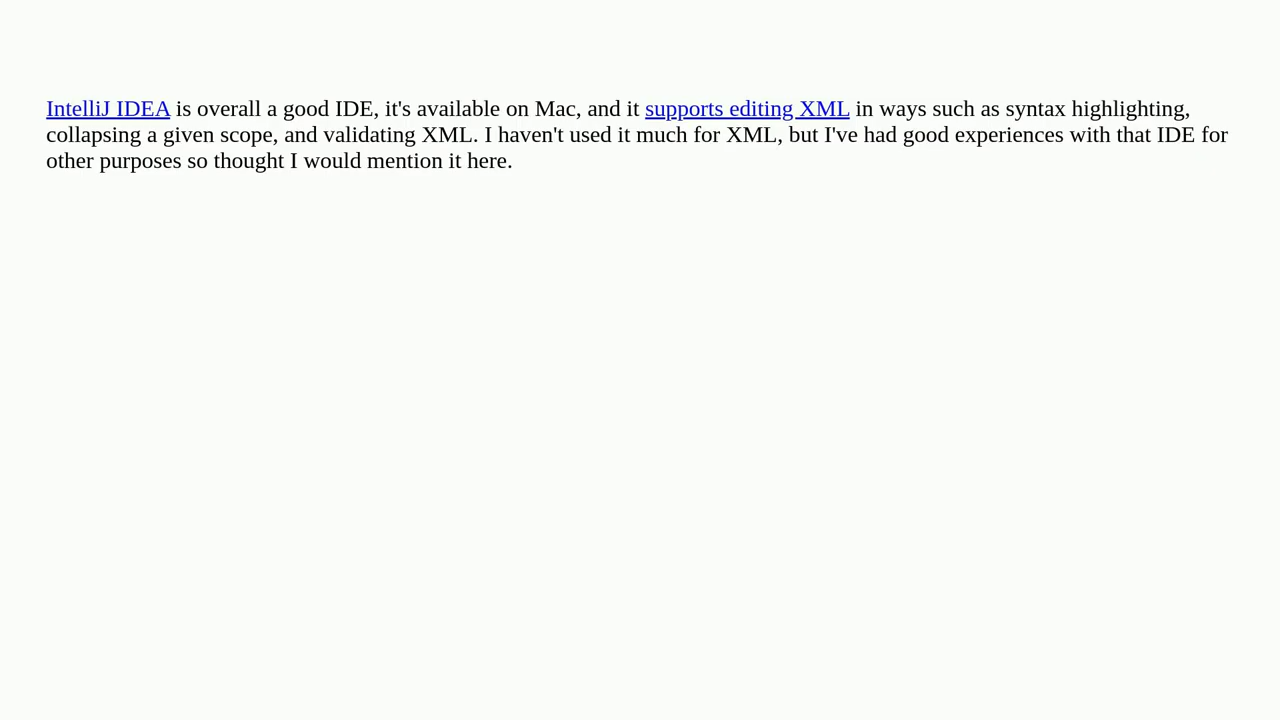 IntelliJ IDEA is overall a good IDE, it's available on Mac, and it supports editing XML in ways such as syntax highlighting,
collapsing a given scope, and validating XML. I haven't used it much for XML, but I've had good experiences with that IDE for
other purposes so thought I would mention it here.